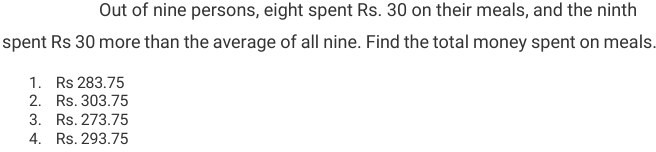 Out of nine persons, eight spent Rs. 30 on their meals, and the ninth
spent Rs 30 more than the average of all nine. Find the total money spent on meals.
1. Rs 283.75
2. Rs. 303.75
3. Rs. 273.75
4. Rs. 293.75